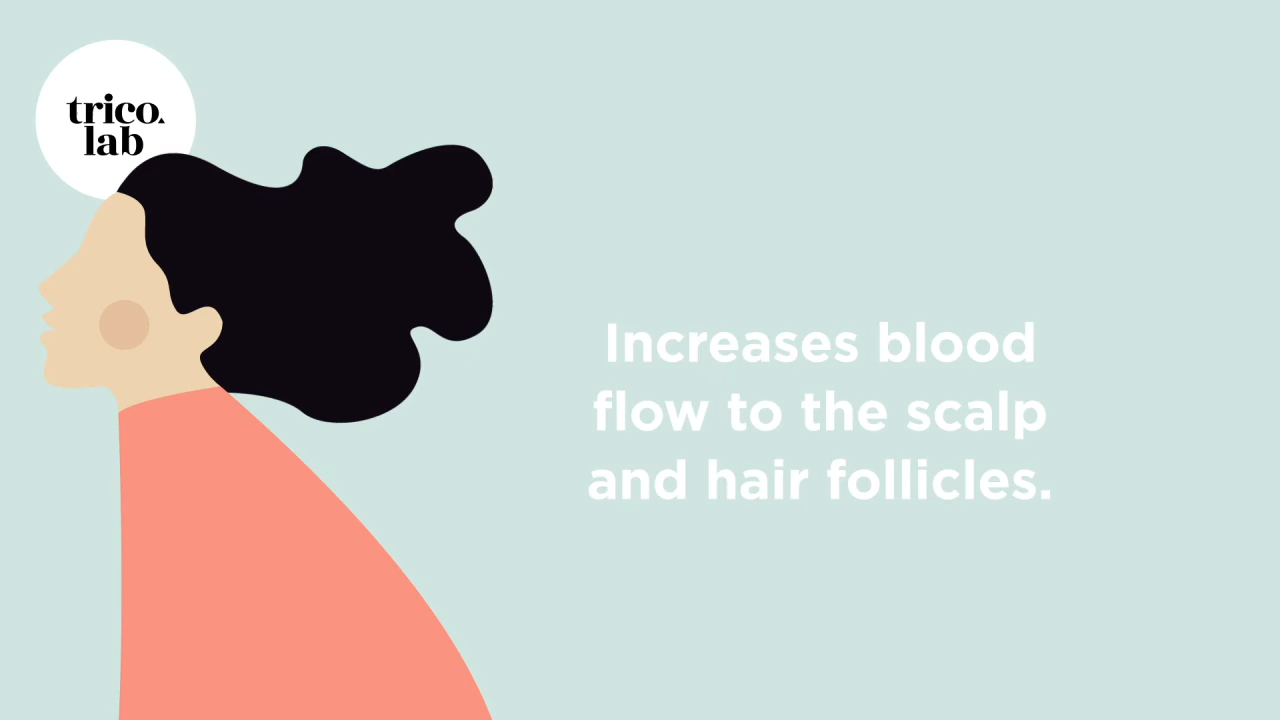 trico.
lab
Increases blood
flow to the scalp
and hair follicles.